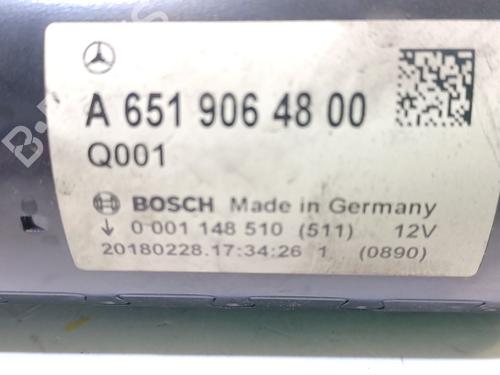 A 651 906 48 00
Q001
BOSCH Made in Germany
↓ 0 001 148 510 (511) 12V
20180228.17:34:26 1 (0890)